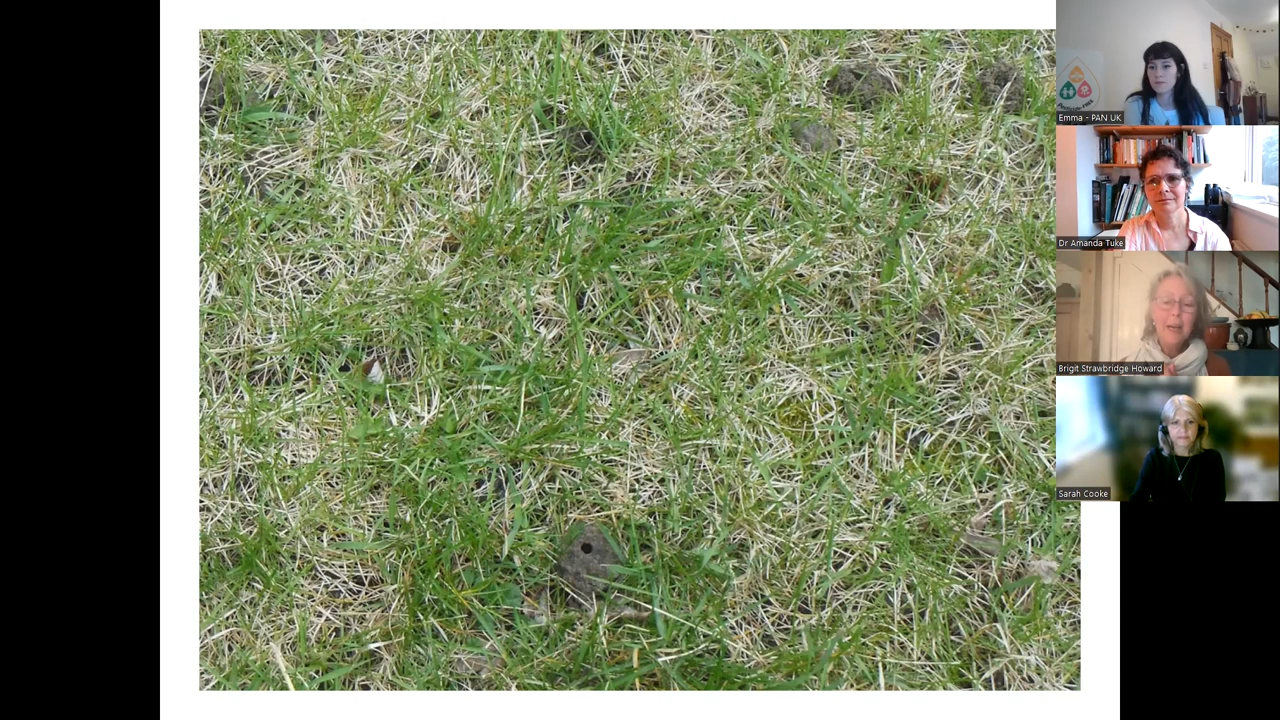 Emma - PAN UK
Dr Amanda Tuke
Brigit Strawbridge Howard
Sarah Cooke